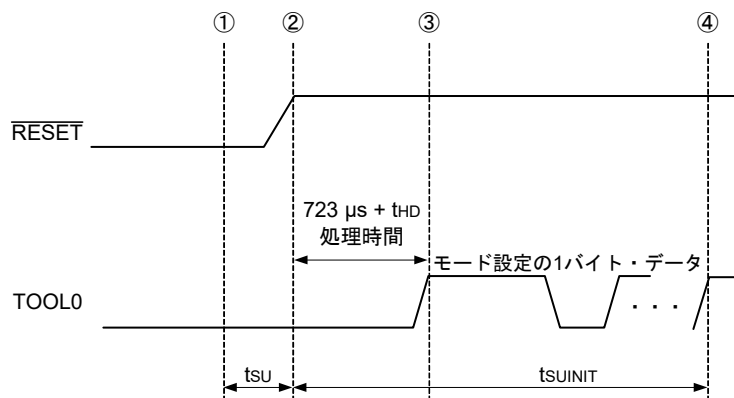 ① ② ③ ④
RESET
723 µs + tHD
処理時間
モード設定の1バイト・データ
TOOL0
・・・
tSU tSUINIT